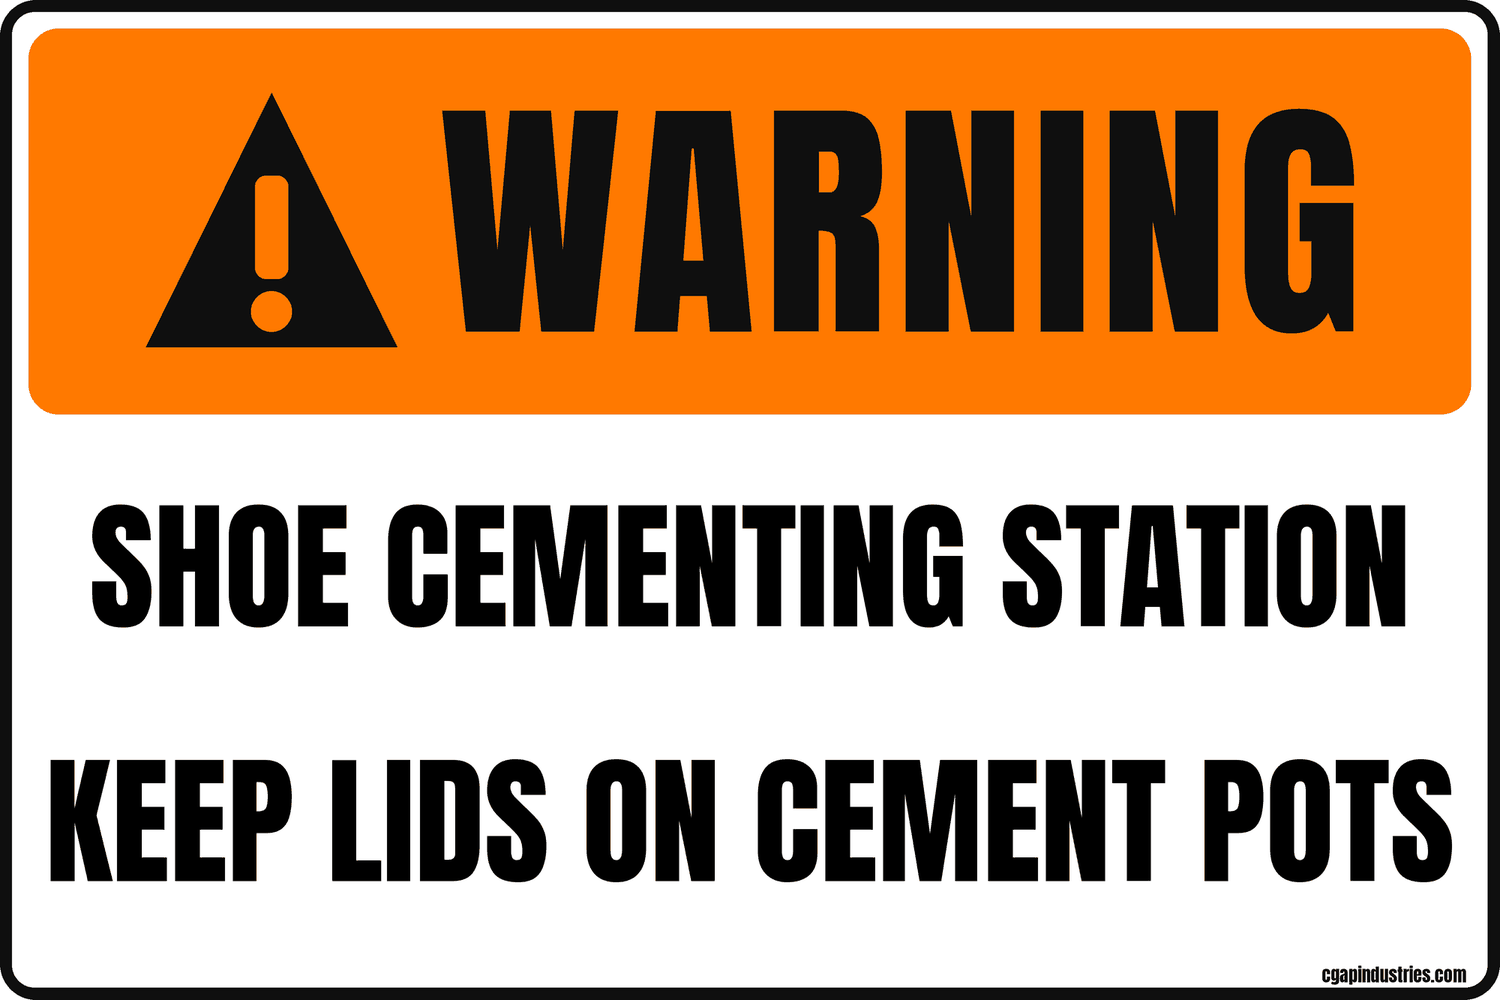 WARNING
SHOE CEMENTING STATION
KEEP LIDS ON CEMENT POTS
cgapindustries.com